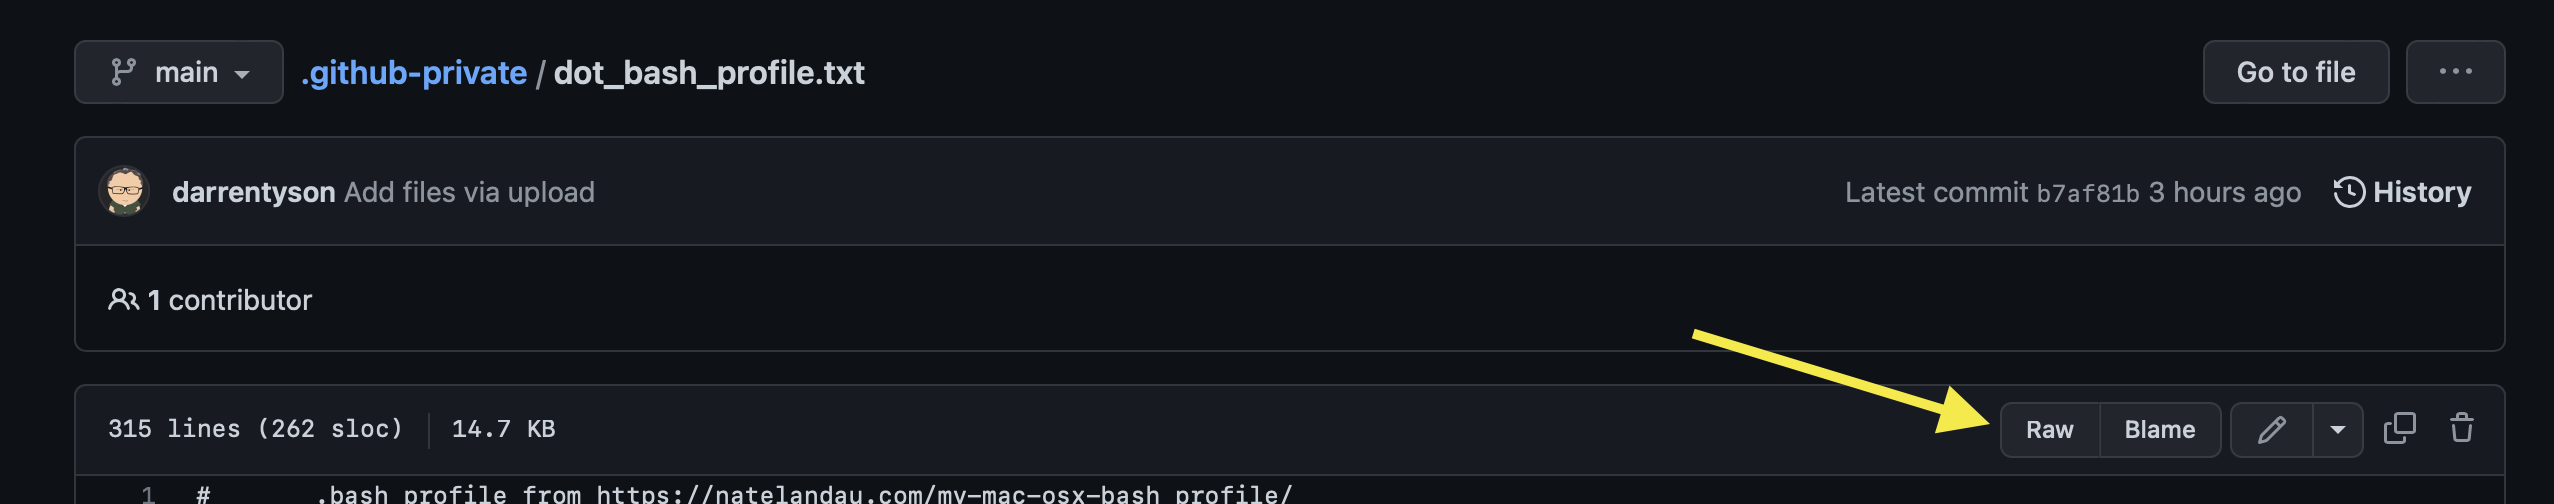 main
.github-private / dot_bash_profile.txt
Go to file
...
darrentyson Add files via upload
Latest commit b7af81b 3 hours ago
History
1 contributor
315 lines (262 sloc)
14.7 KB
Raw
Blame
1 # .bash_profile from https://natelandau.com/my-mac-osx-bash_profile/